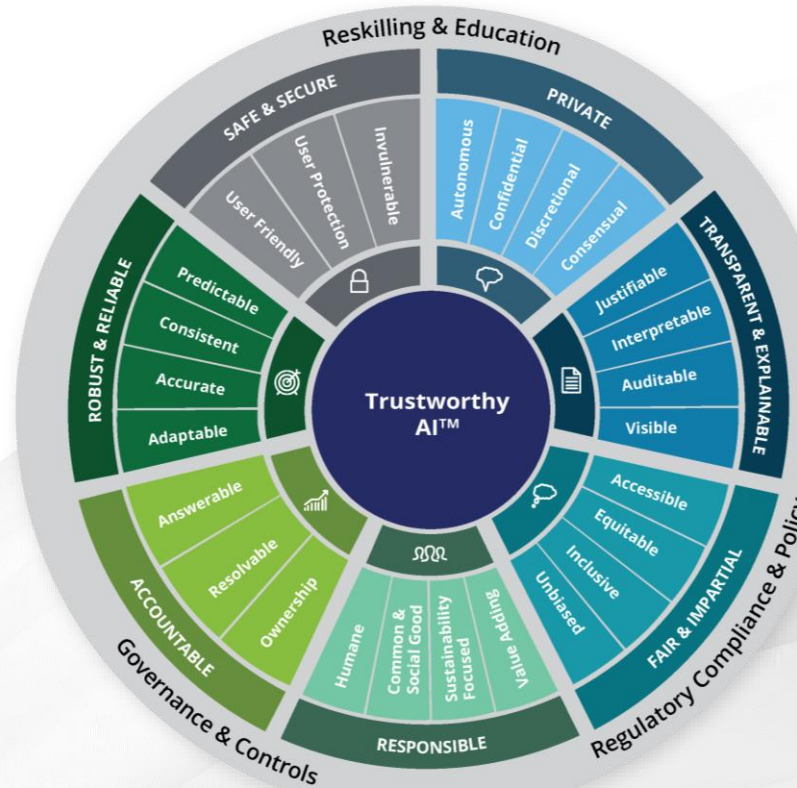 Reskilling & Education
SAFE & SECURE
User Friendly
User Protection
Invulnerable
PRIVATE
Autonomous
Confidential
Discretional
Consensual
TRANSPARENT & EXPLAINABLE
Justifiable
Interpretable
Auditable
Visible
FAIR & IMPARTIAL
Accessible
Equitable
Inclusive
Unbiased
Regulatory Compliance & Policy
RESPONSIBLE
Humane
Common &
Social Good
Sustainability
Focused
Value Adding
ACCOUNTABLE
Answerable
Resolvable
Ownership
Governance & Controls
ROBUST & RELIABLE
Predictable
Consistent
Accurate
Adaptable
Trustworthy
AI™